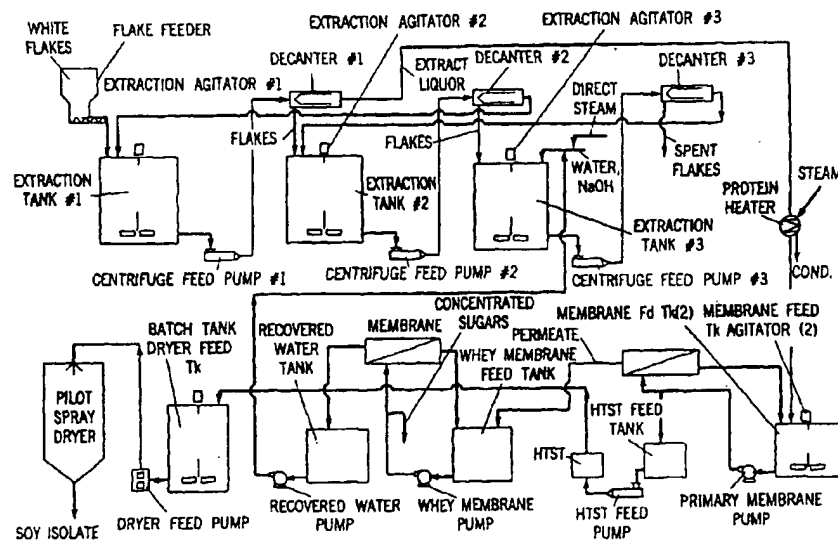 WHITE
FLAKES
FLAKE FEEDER
EXTRACTION AGITATOR #1
EXTRACTION
TANK #1
CENTRIFUGE FEED PUMP #1
DECANTER #1
EXTRACTION AGITATOR #2
EXTRACT
LIQUOR
FLAKES
EXTRACTION
TANK #2
CENTRIFUGE FEED PUMP #2
DECANTER #2
EXTRACTION AGITATOR #3
FLAKES
DIRECT
STEAM
WATER,
NaOH
EXTRACTION
TANK #3
CENTRIFUGE FEED PUMP #3
DECANTER #3
SPENT
FLAKES
PROTEIN
HEATER
STEAM
COND.
PILOT
SPRAY
DRYER
SOY ISOLATE
BATCH TANK
DRYER FEED
Tk
DRYER FEED PUMP
RECOVERED
WATER
TANK
RECOVERED WATER
PUMP
MEMBRANE
CONCENTRATED
SUGARS
WHEY MEMBRANE
FEED TANK
WHEY MEMBRANE
PUMP
PERMEATE
HTST
HTST FEED
TANK
HTST FEED
PUMP
MEMBRANE Fd Tk(2)
MEMBRANE FEED
Tk AGITATOR (2)
PRIMARY MEMBRANE
PUMP